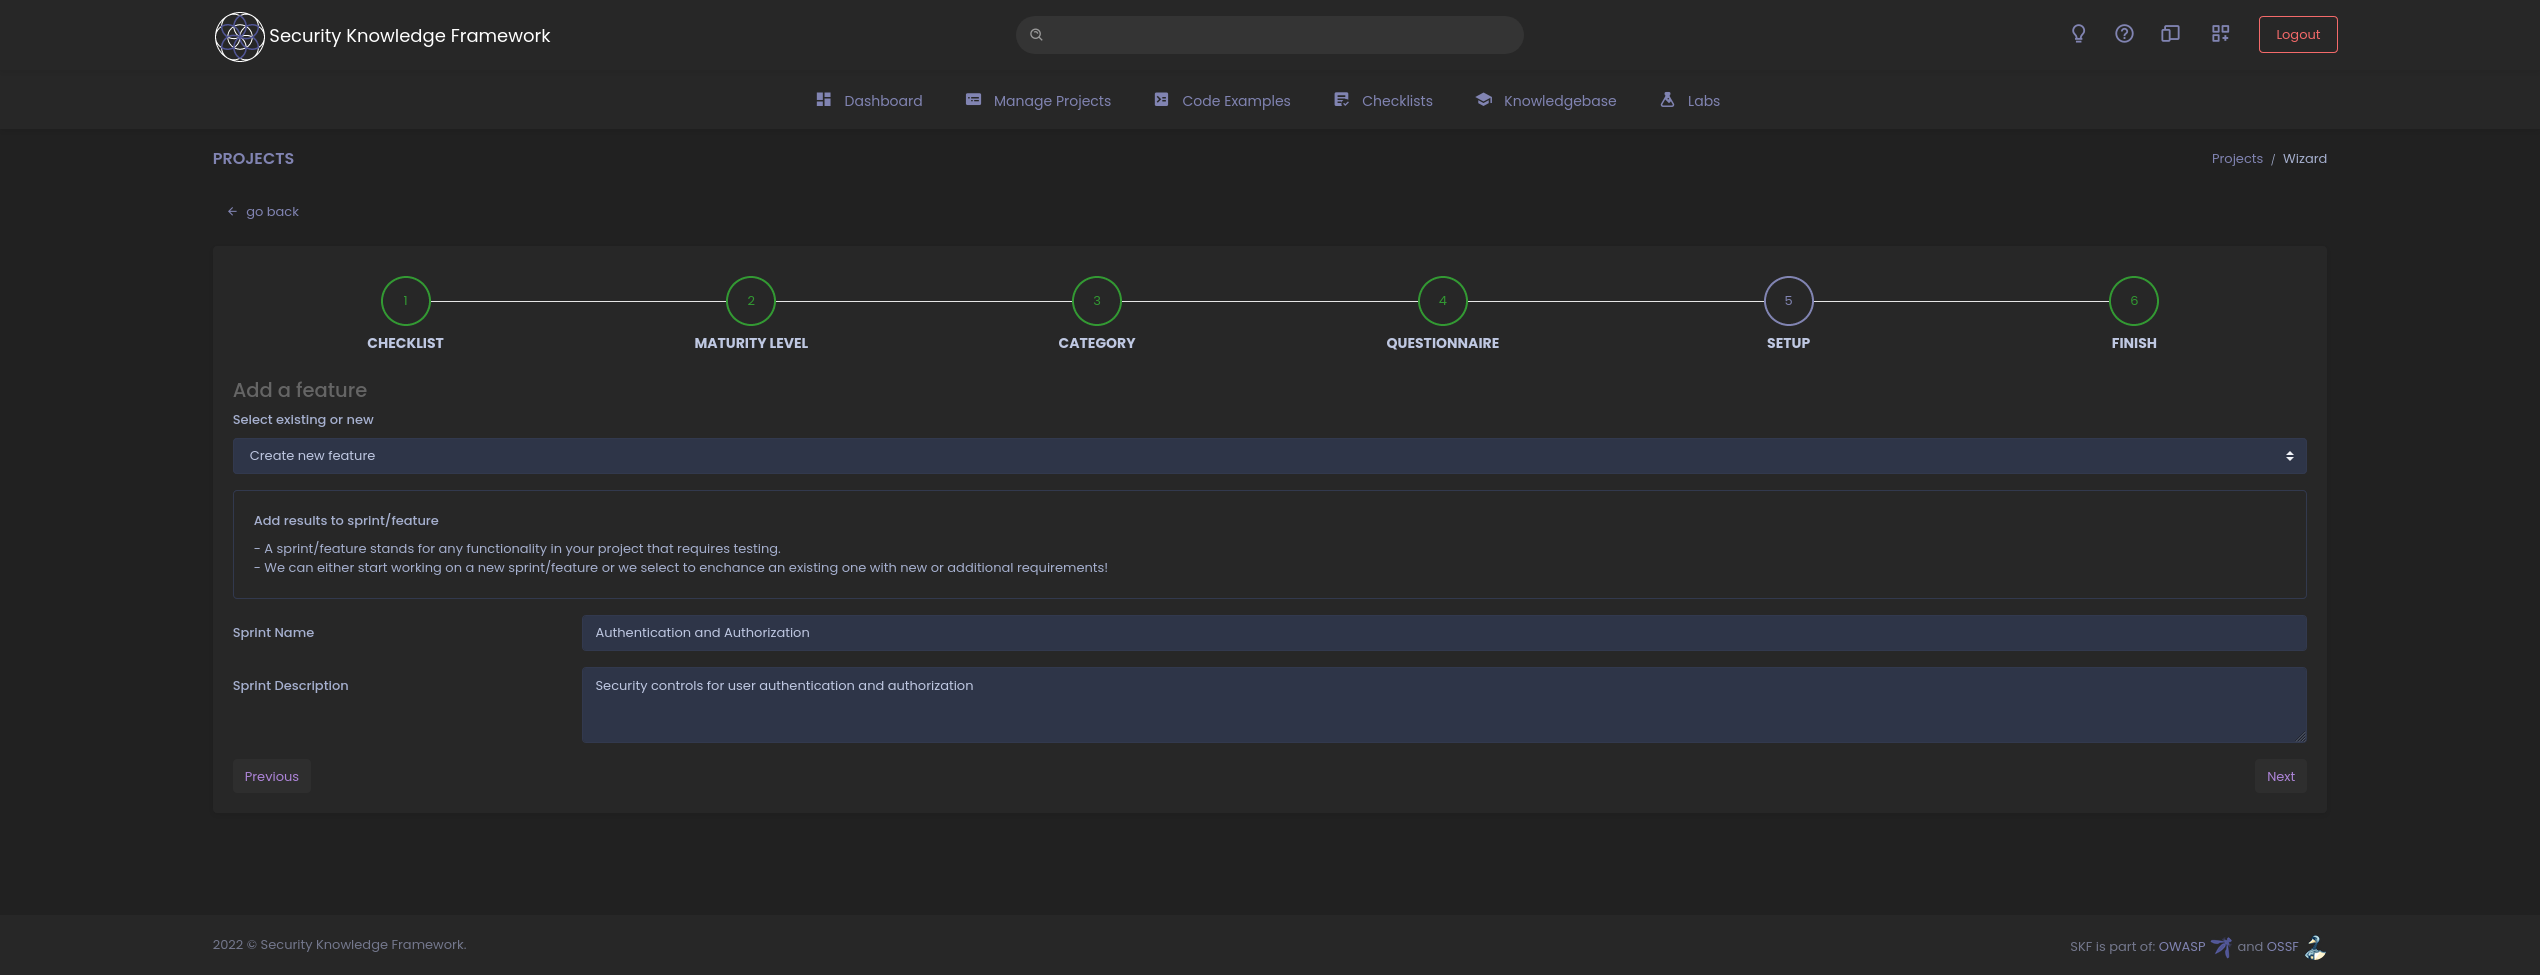 Security Knowledge Framework
Logout
Dashboard
Manage Projects
Code Examples
Checklists
Knowledgebase
Labs
PROJECTS
Projects / Wizard
go back
1
2
3
4
5
6
CHECKLIST
MATURITY LEVEL
CATEGORY
QUESTIONNAIRE
SETUP
FINISH
Add a feature
Select existing or new
Create new feature
Add results to sprint/feature
- A sprint/feature stands for any functionality in your project that requires testing.
- We can either start working on a new sprint/feature or we select to enchance an existing one with new or additional requirements!
Sprint Name
Authentication and Authorization
Sprint Description
Security controls for user authentication and authorization
Previous
Next
2022 © Security Knowledge Framework.
SKF is part of: OWASP and OSSF